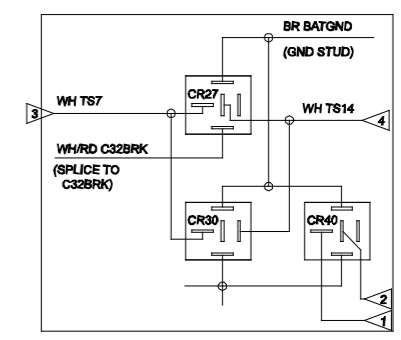 BR BATGND
(GND STUD)
CR27
WH TS7
WH TS14
3
4
WH/RD C32BRK
(SPLICE TO
C32BRK)
CR30
CR40
2
1